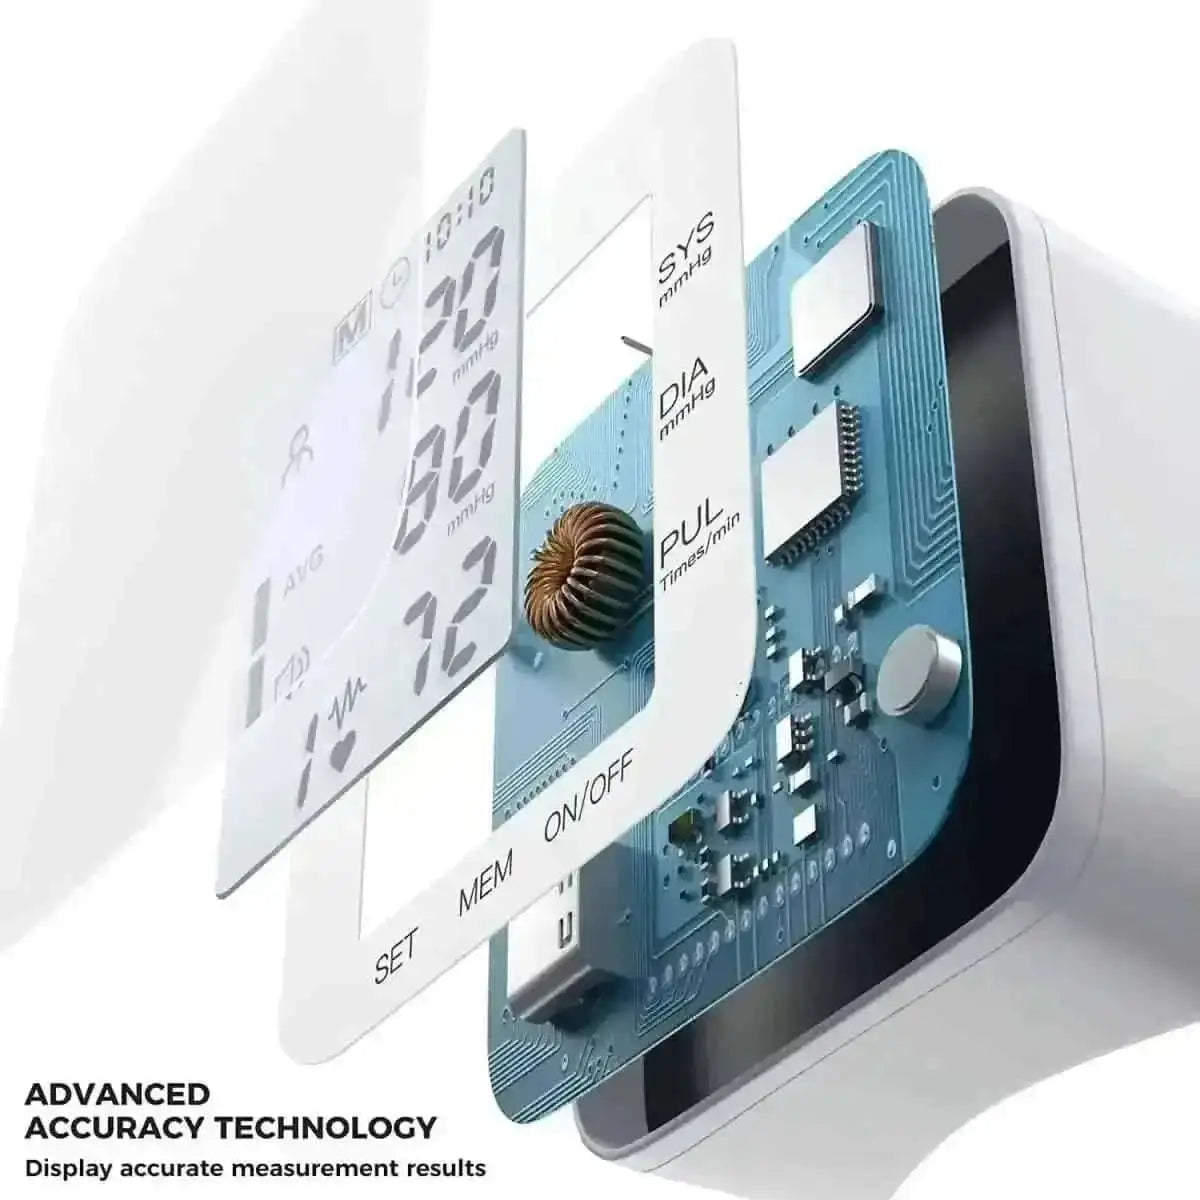 10:10
M
120
mmHg
80
mmHg
AVG
72
1
SYS
mmHg
DIA
mmHg
PUL
Times/min
ON/OFF
MEM
SET
ADVANCED
ACCURACY TECHNOLOGY
Display accurate measurement results